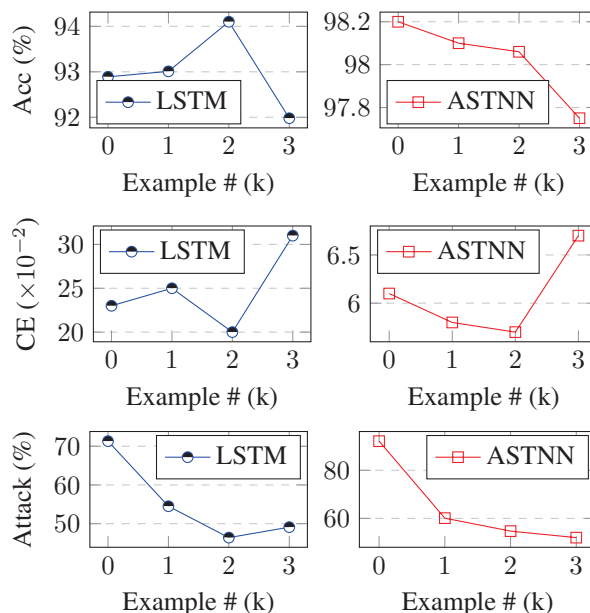 Acc (%)
94
93
92
LSTM
0 1 2 3
Example # (k)
98.2
98
97.8
ASTNN
0 1 2 3
Example # (k)
CE (×10⁻²)
30
25
20
LSTM
0 1 2 3
Example # (k)
6.5
6
ASTNN
0 1 2 3
Example # (k)
Attack (%)
70
60
50
LSTM
0 1 2 3
Example # (k)
80
60
ASTNN
0 1 2 3
Example # (k)